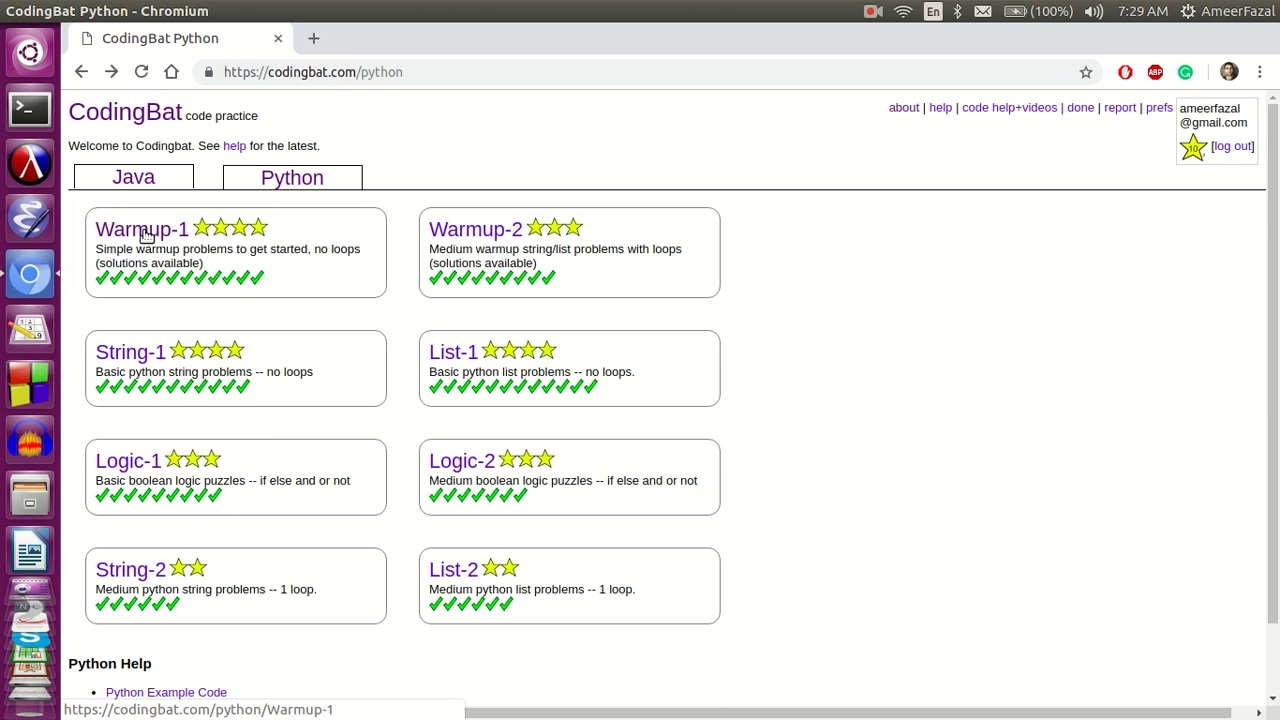 CodingBat Python - Chromium
En
(100%)
7:29 AM
AmeerFazal
CodingBat Python
https://codingbat.com/python
ABP
CodingBat code practice
about | help | code help+videos | done | report | prefs
ameerfazal
@gmail.com
10
[log out]
Welcome to Codingbat. See help for the latest.
Java
Python
Warmup-1
Simple warmup problems to get started, no loops
(solutions available)
Warmup-2
Medium warmup string/list problems with loops
(solutions available)
String-1
Basic python string problems -- no loops
List-1
Basic python list problems -- no loops.
Logic-1
Basic boolean logic puzzles -- if else and or not
Logic-2
Medium boolean logic puzzles -- if else and or not
String-2
Medium python string problems -- 1 loop.
List-2
Medium python list problems -- 1 loop.
Python Help
Python Example Code
https://codingbat.com/python/Warmup-1